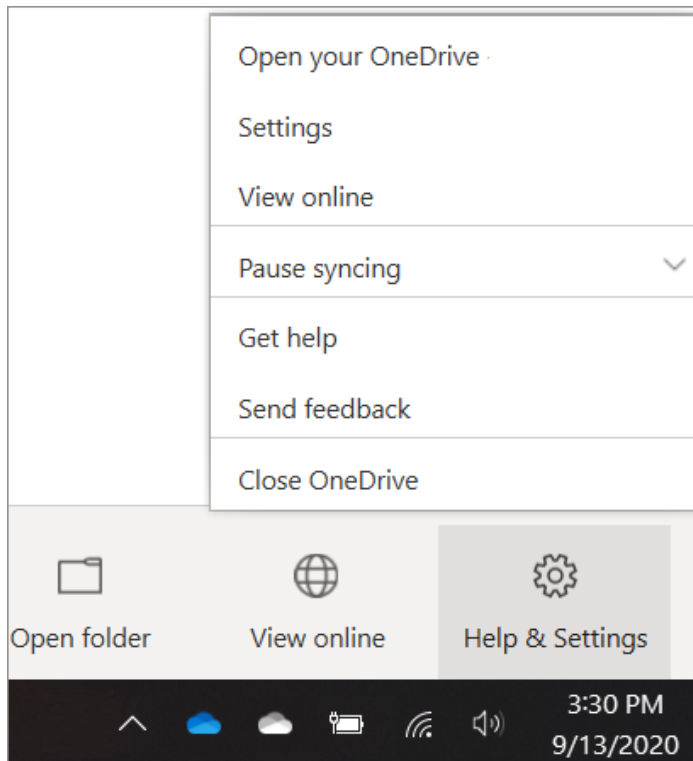 Open your OneDrive
Settings
View online
Pause syncing
Get help
Send feedback
Close OneDrive
Open folder
View online
Help & Settings
3:30 PM
9/13/2020